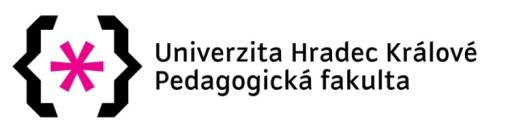 Univerzita Hradec Králové
Pedagogická fakulta